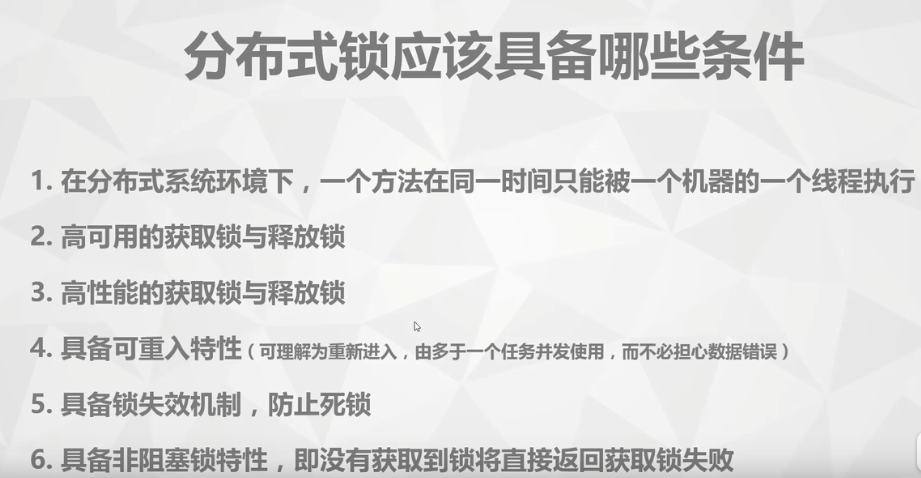 分布式锁应该具备哪些条件
1. 在分布式系统环境下，一个方法在同一时间只能被一个机器的一个线程执行
2. 高可用的获取锁与释放锁
3. 高性能的获取锁与释放锁
4. 具备可重入特性（可理解为重新进入，由多于一个任务并发使用，而不必担心数据错误）
5. 具备锁失效机制，防止死锁
6. 具备非阻塞锁特性，即没有获取到锁将直接返回获取锁失败